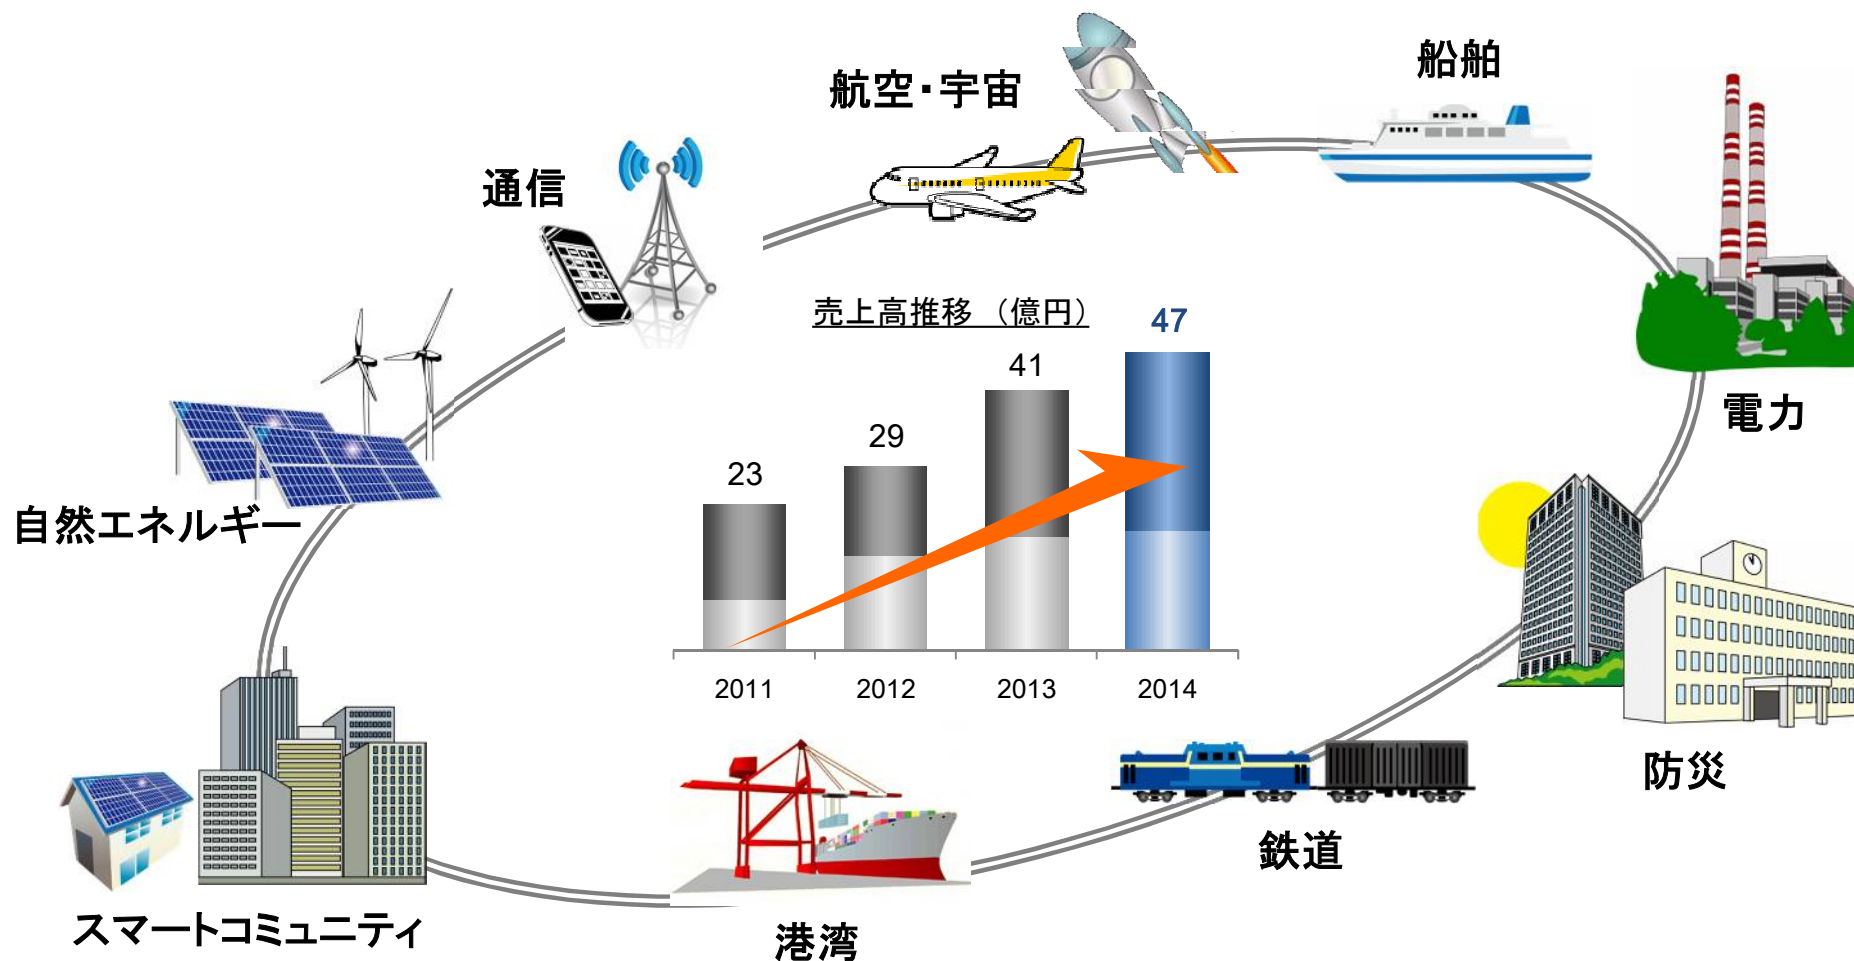 船舶
航空・宇宙
通信
売上高推移 （億円）
47
41
29
23
電力
自然エネルギー
2011
2012
2013
2014
防災
鉄道
スマートコミュニティ
港湾